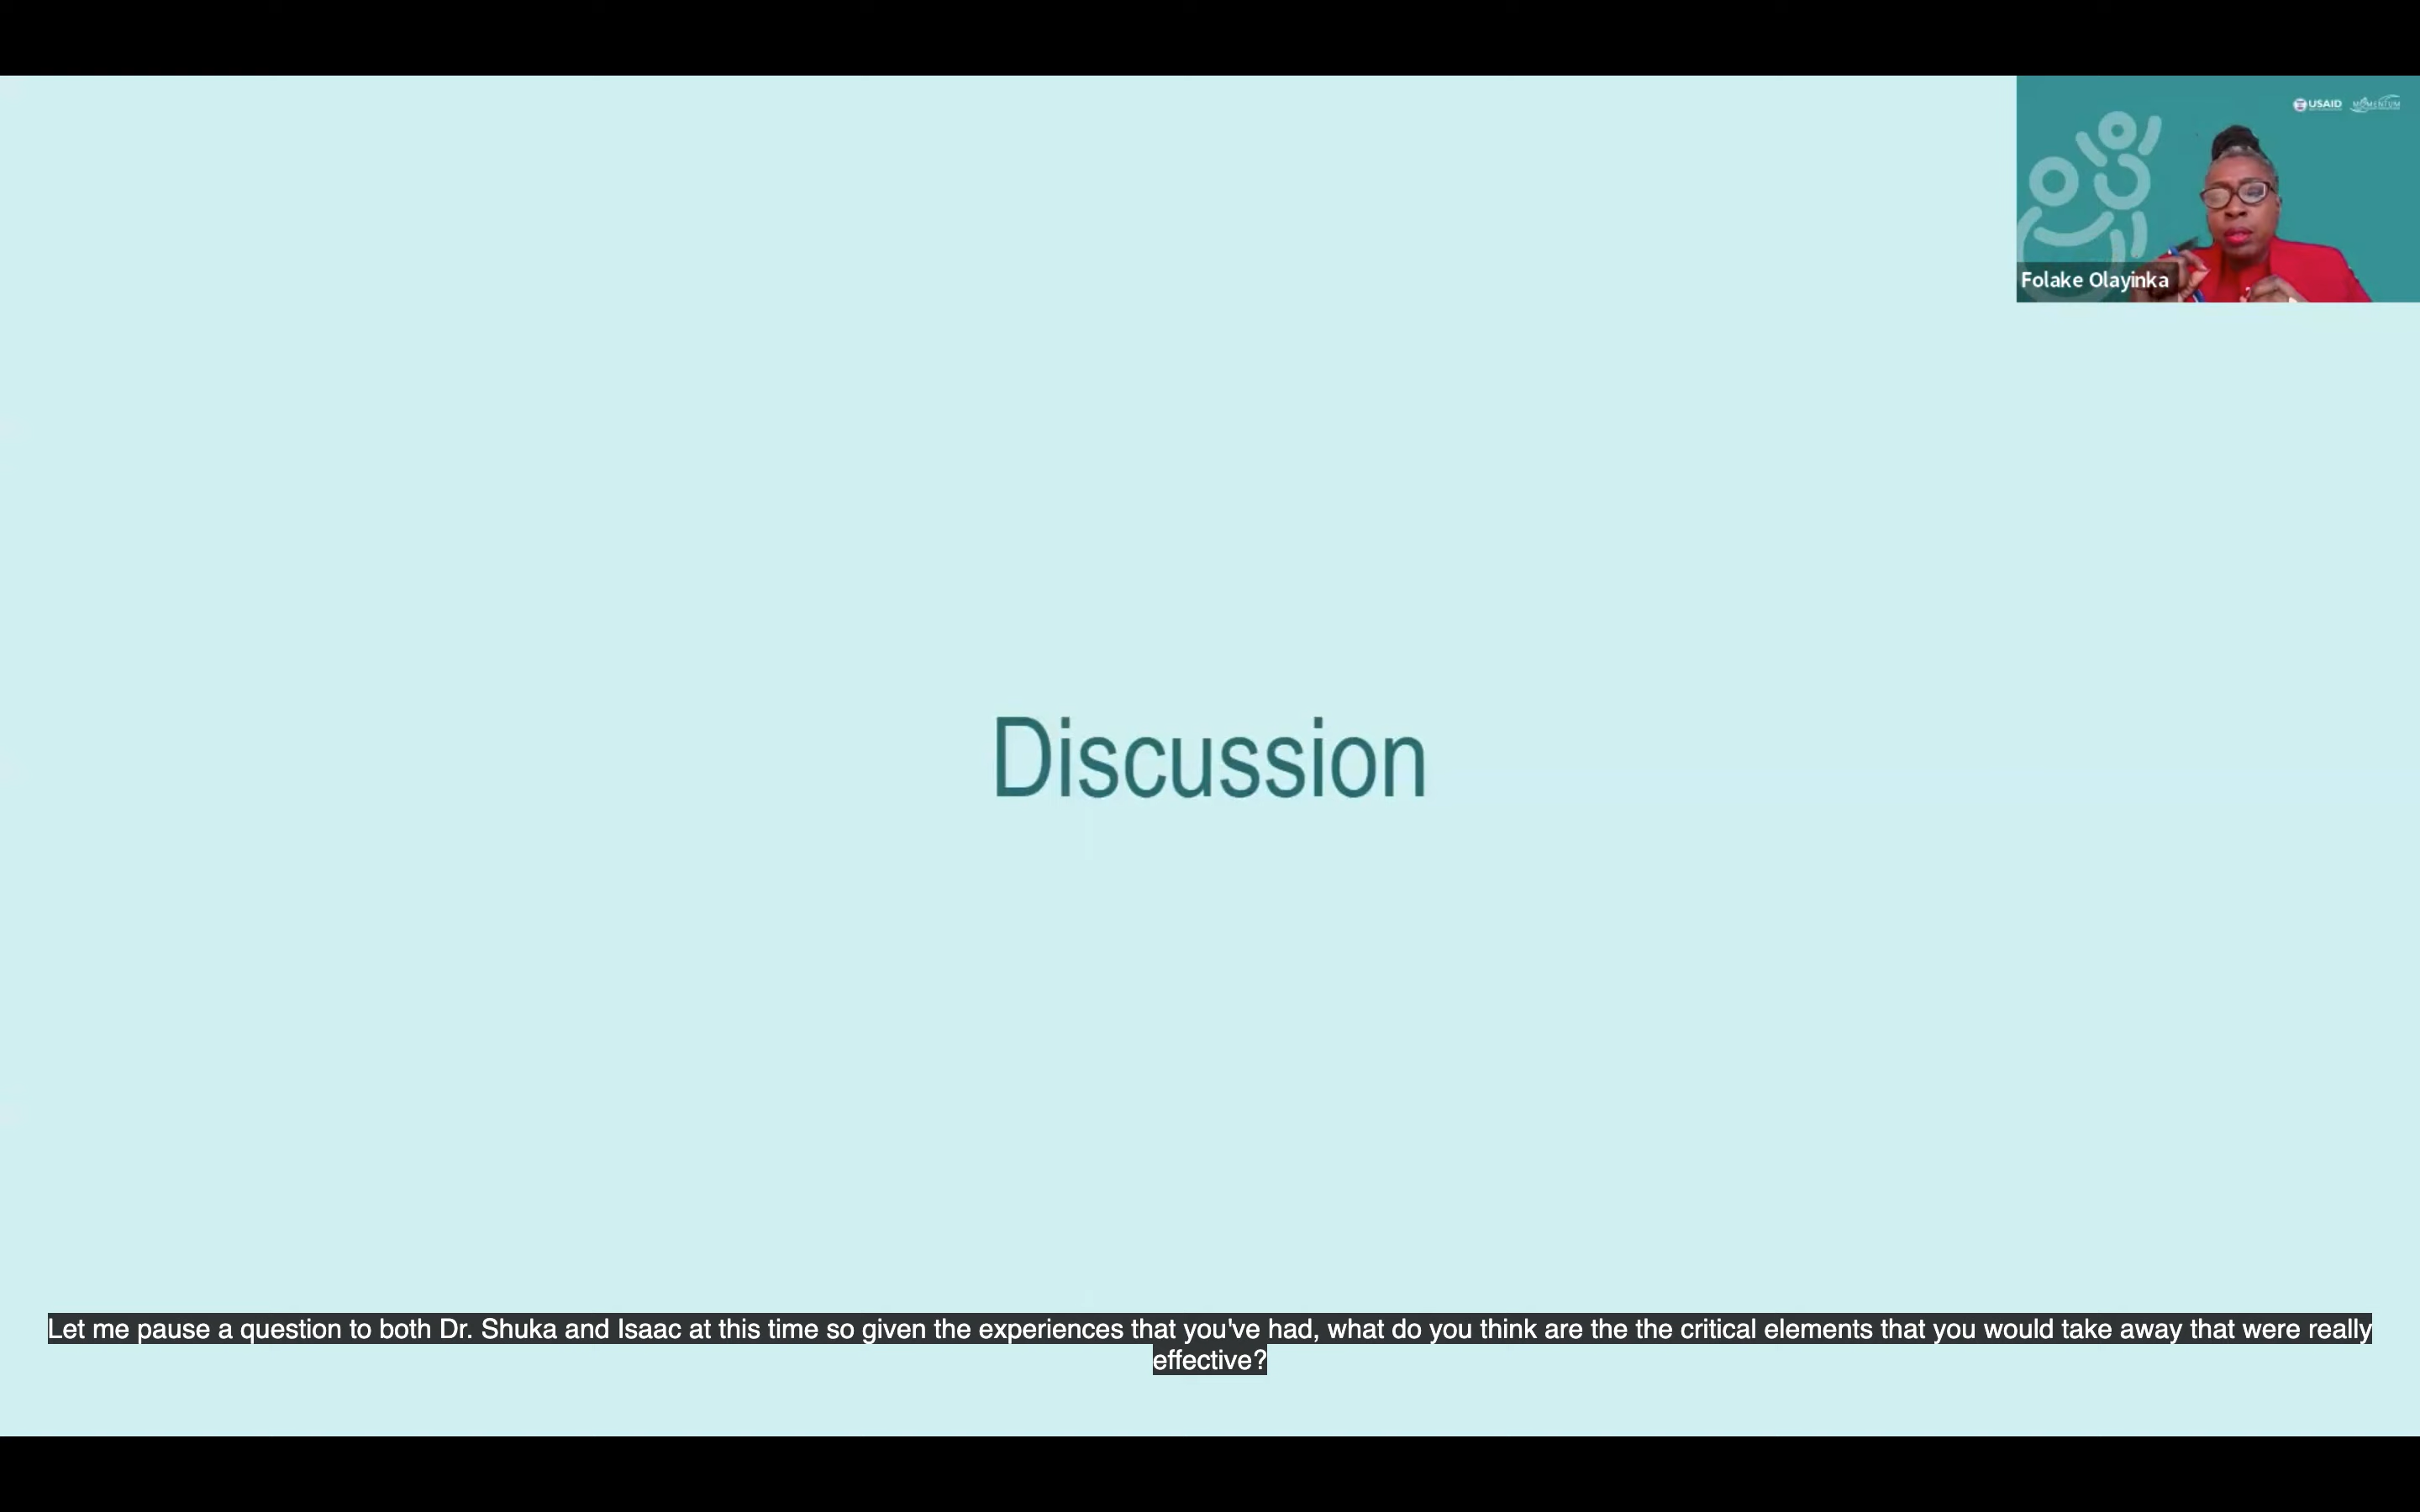 USAID MOMENTUM
Folake Olayinka
Discussion
Let me pause a question to both Dr. Shuka and Isaac at this time so given the experiences that you've had, what do you think are the the critical elements that you would take away that were really
effective?